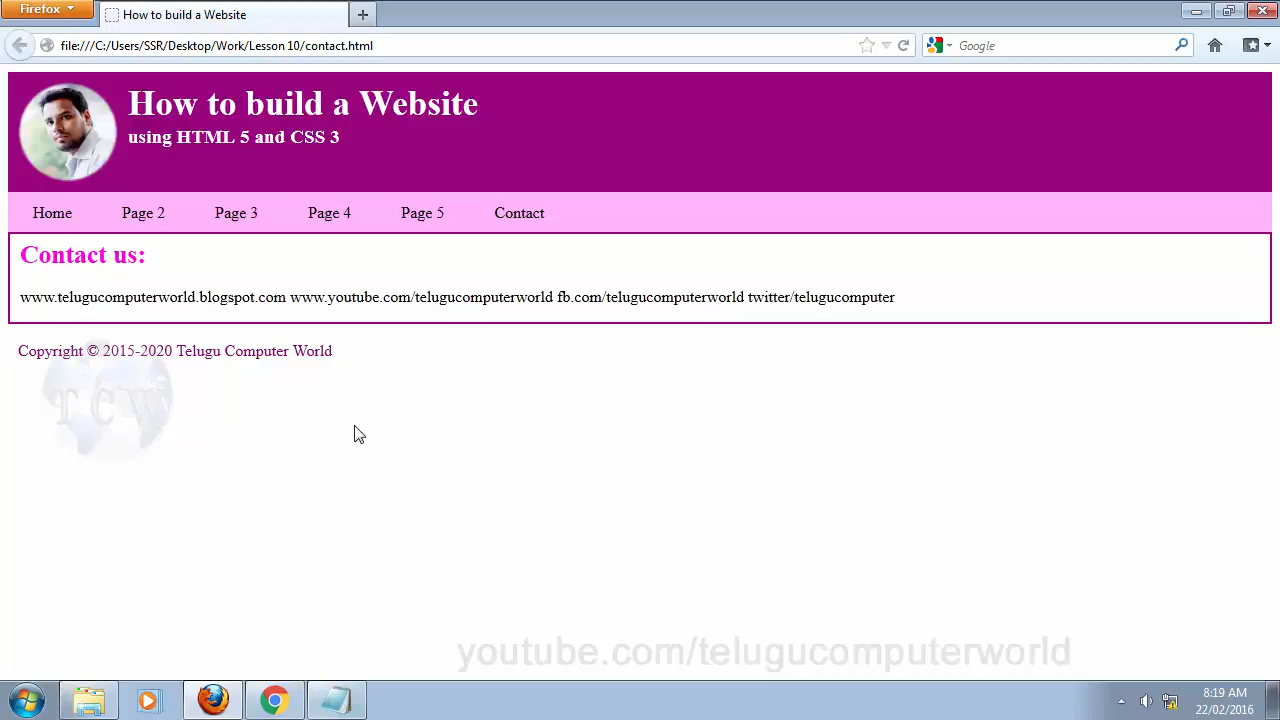 Firefox
How to build a Website
file:///C:/Users/SSR/Desktop/Work/Lesson 10/contact.html
Google
How to build a Website
using HTML 5 and CSS 3
Home Page 2 Page 3 Page 4 Page 5 Contact
Contact us:
www.telugucomputerworld.blogspot.com www.youtube.com/telugucomputerworld fb.com/telugucomputerworld twitter/telugucomputer
Copyright © 2015-2020 Telugu Computer World
TCW
youtube.com/telugucomputerworld
8:19 AM
22/02/2016